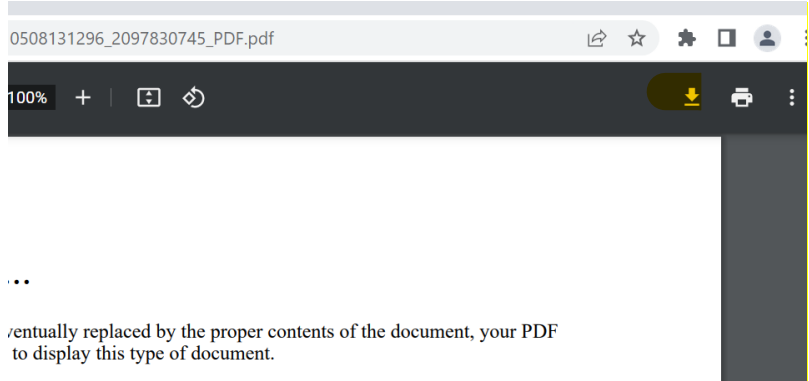 0508131296_2097830745_PDF.pdf
100%
...
eventually replaced by the proper contents of the document, your PDF
to display this type of document.